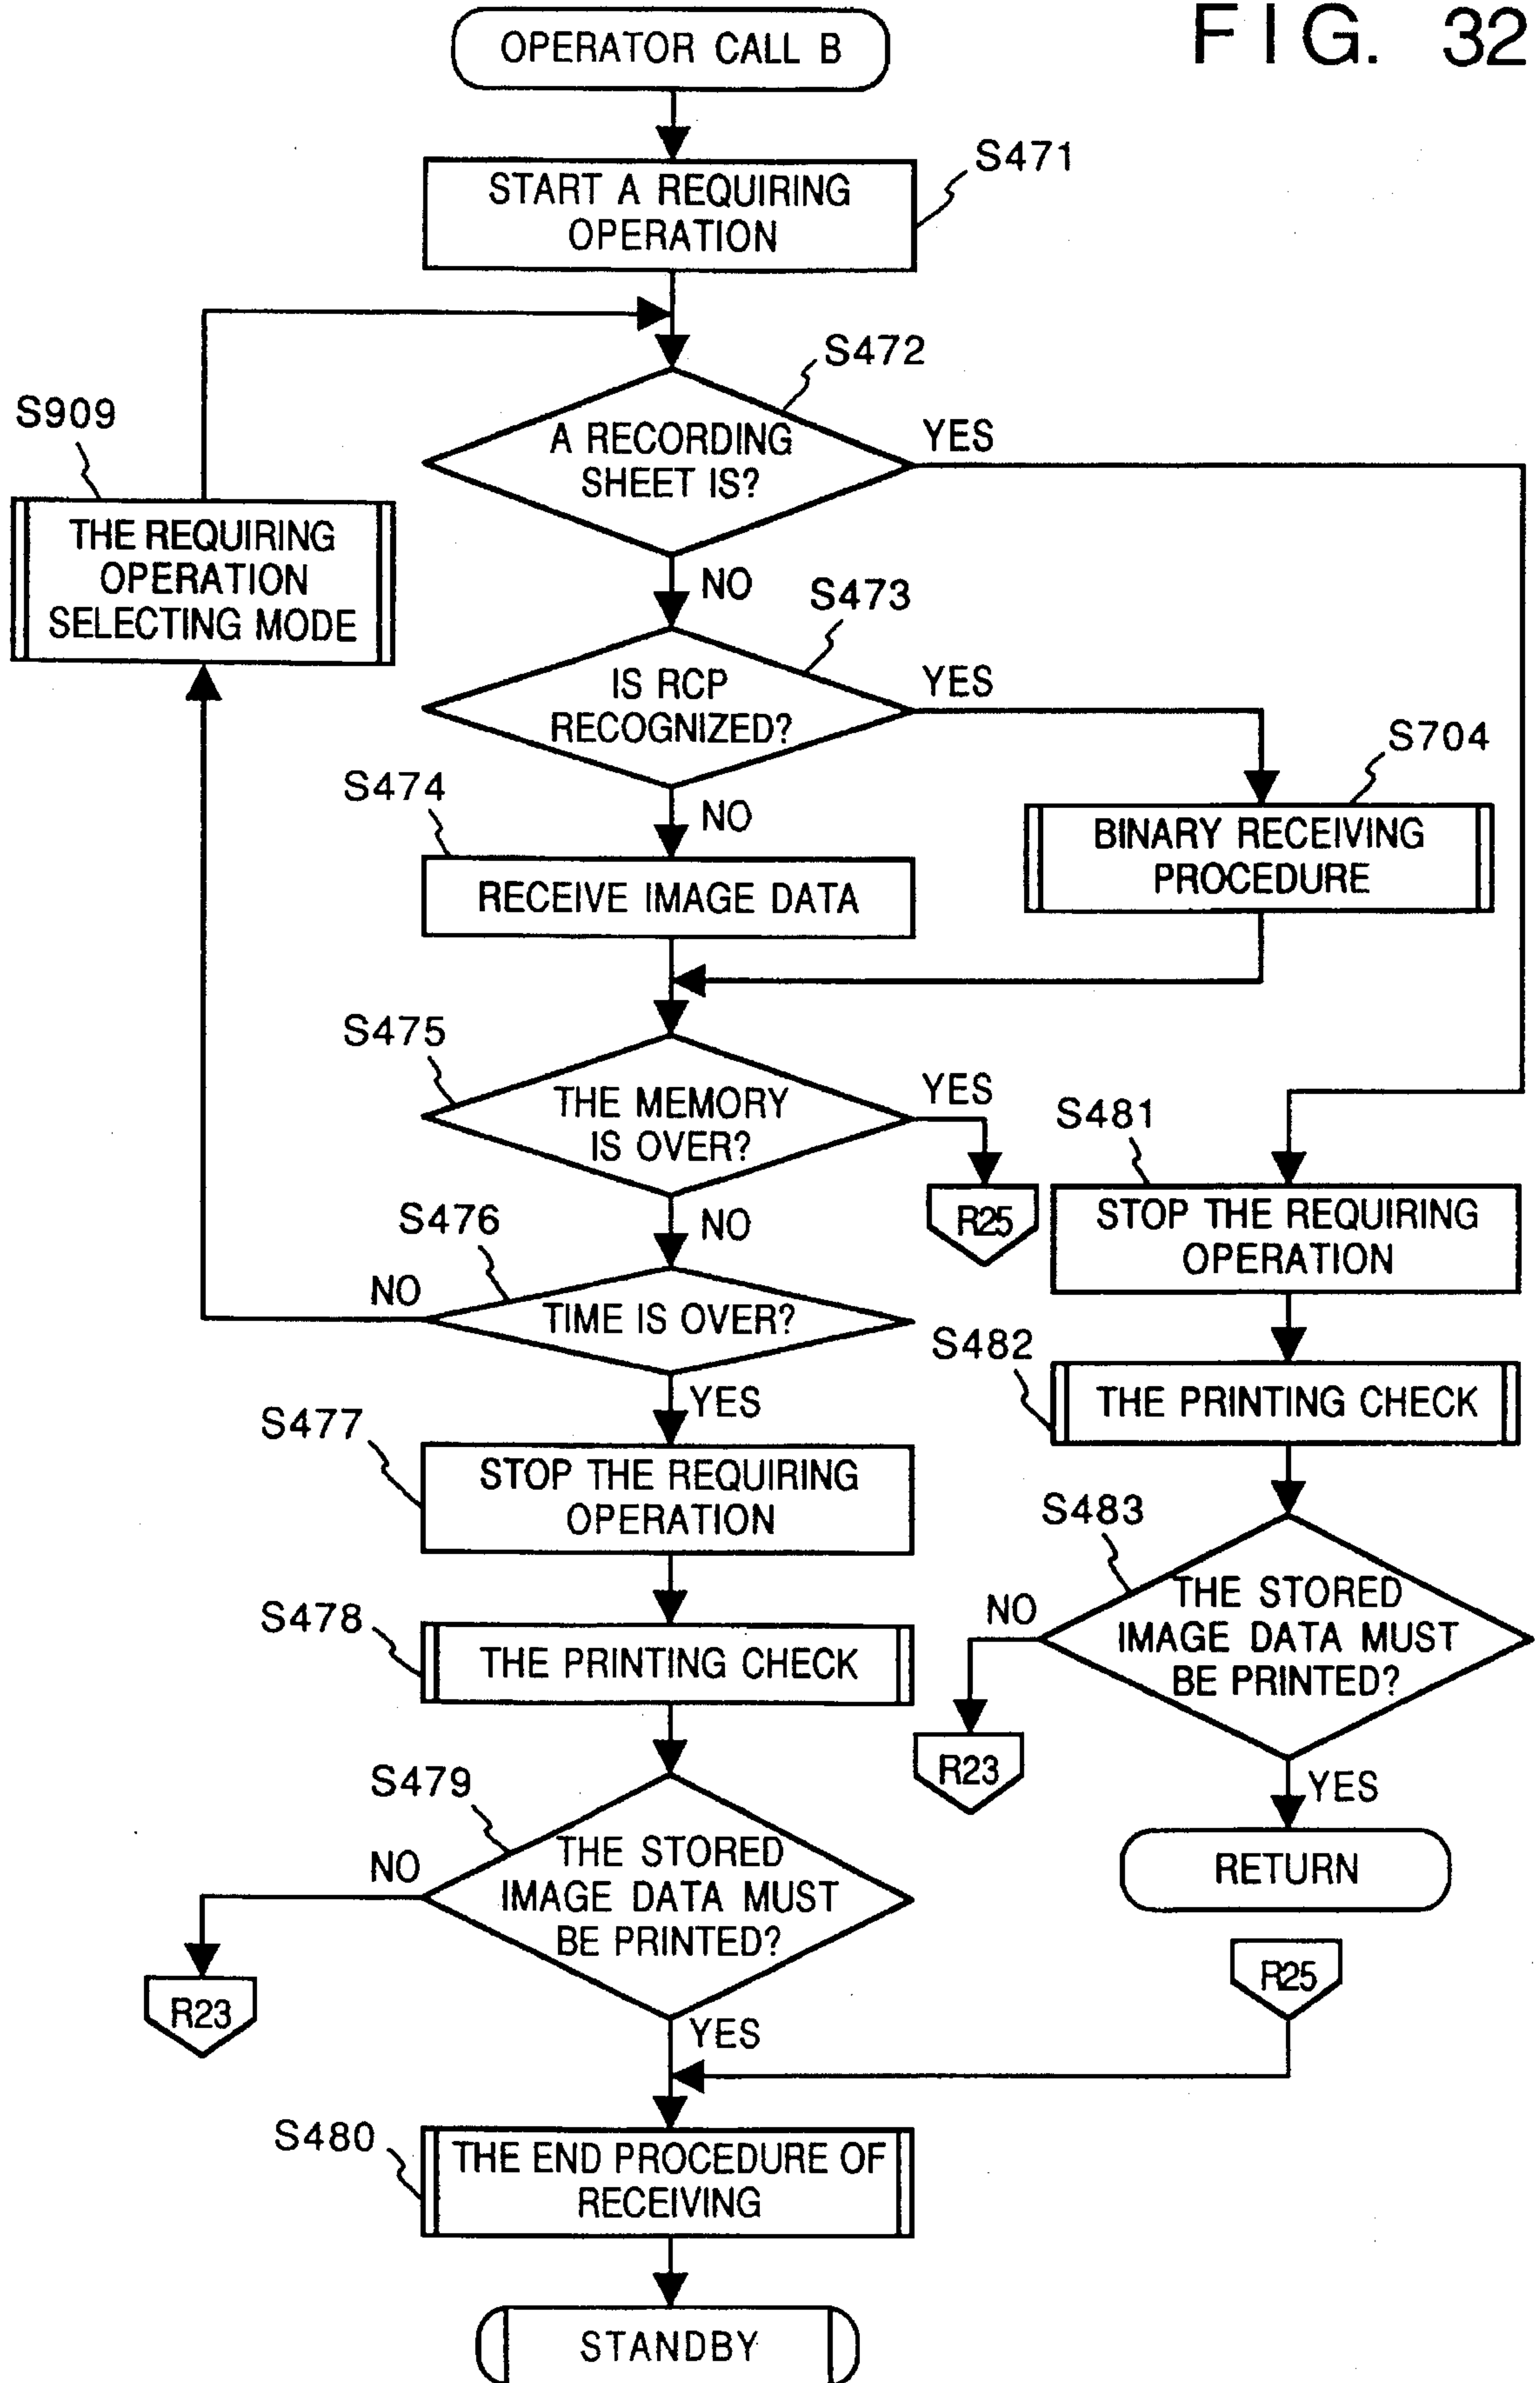 FIG. 32
OPERATOR CALL B
S471
START A REQUIRING
OPERATION
S472
A RECORDING
SHEET IS?
YES
NO
S909
THE REQUIRING
OPERATION
SELECTING MODE
S473
IS RCP
RECOGNIZED?
YES
NO
S704
BINARY RECEIVING
PROCEDURE
S474
RECEIVE IMAGE DATA
S475
THE MEMORY
IS OVER?
YES
R25
NO
S476
TIME IS OVER?
NO
YES
S481
STOP THE REQUIRING
OPERATION
S482
THE PRINTING CHECK
S483
THE STORED
IMAGE DATA MUST
BE PRINTED?
NO
R23
YES
RETURN
S477
STOP THE REQUIRING
OPERATION
S478
THE PRINTING CHECK
S479
THE STORED
IMAGE DATA MUST
BE PRINTED?
NO
R23
YES
R25
S480
THE END PROCEDURE OF
RECEIVING
STANDBY